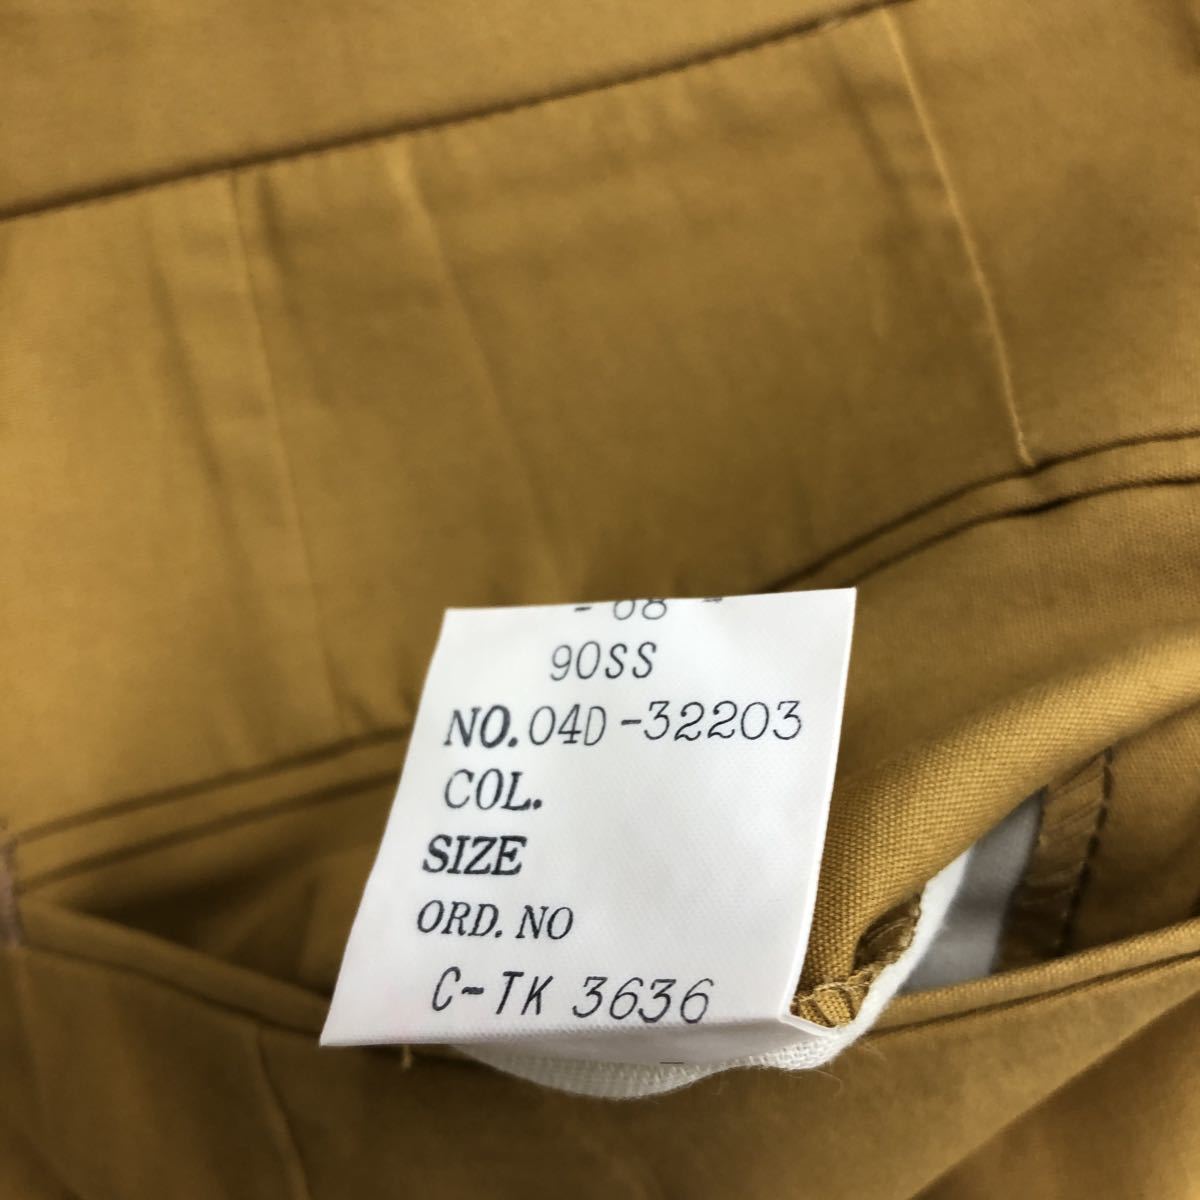 90SS
NO. 04D-32203
COL.
SIZE
ORD. NO
C-TK 3636